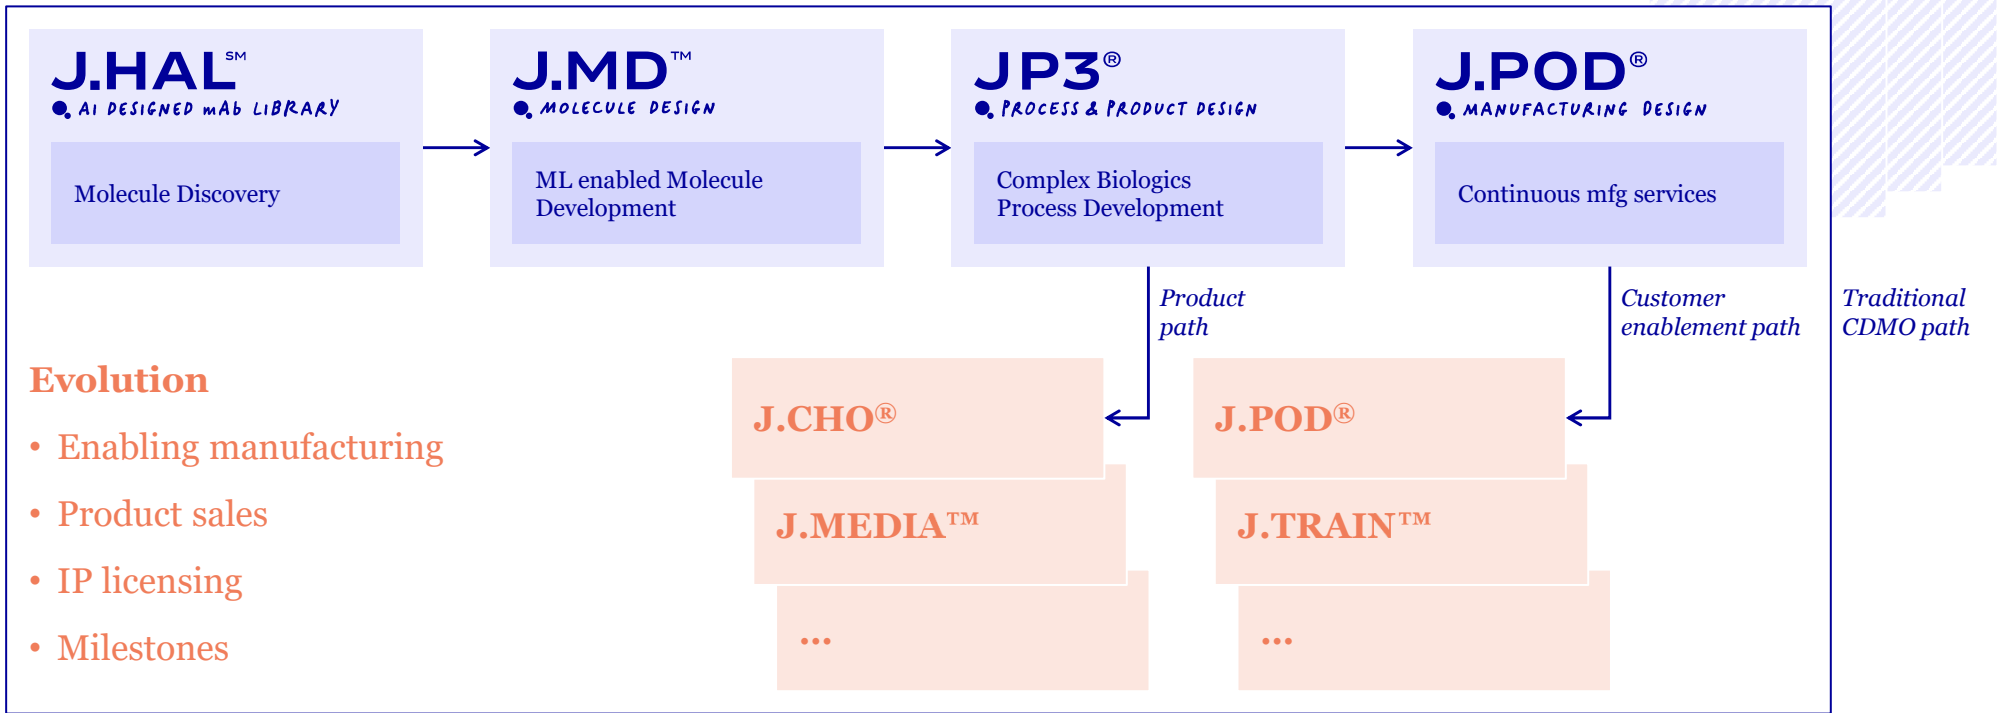 J.HAL℠
AI DESIGNED mAb LIBRARY
Molecule Discovery
J.MD™
MOLECULE DESIGN
ML enabled Molecule
Development
JP3®
PROCESS & PRODUCT DESIGN
Complex Biologics
Process Development
J.POD®
MANUFACTURING DESIGN
Continuous mfg services
Product
path
Customer
enablement path
Traditional
CDMO path
Evolution
• Enabling manufacturing
• Product sales
• IP licensing
• Milestones
J.CHO®
J.MEDIA™
...
J.POD®
J.TRAIN™
...